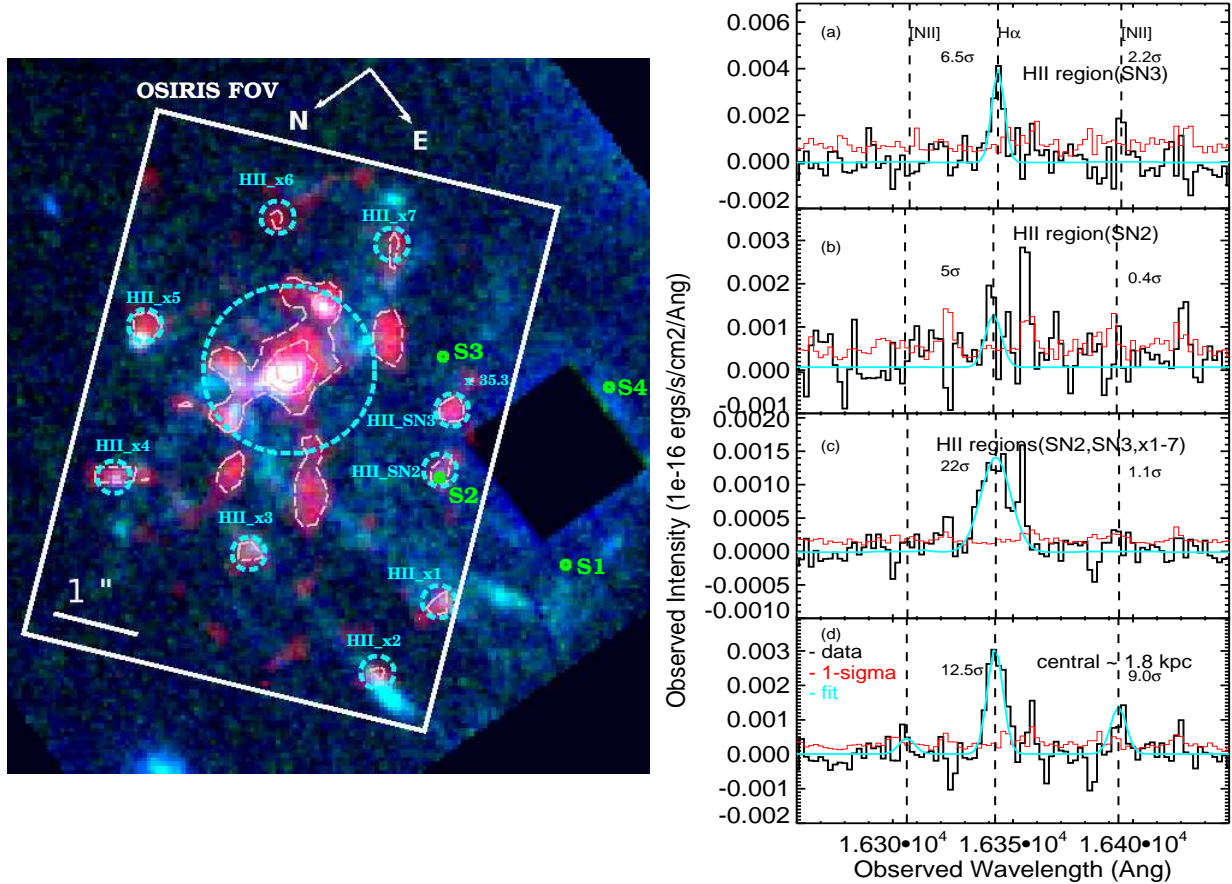 OSIRIS FOV
N
E
HII_x6
HII_x7
HII_x5
S3
S4
x 35.3
HII_SN3
HII_x4
HII_SN2
S2
HII_x3
S1
HII_x1
1 "
HII_x2
Observed Intensity (1e-16 ergs/s/cm2/Ang)
0.006
0.004
0.002
0.000
-0.002
(a)
[NII]
Hα
[NII]
6.5σ
2.2σ
HII region(SN3)
0.003
0.002
0.001
0.000
-0.001
(b)
HII region(SN2)
5σ
0.4σ
0.0020
0.0015
0.0010
0.0005
0.0000
-0.0005
-0.0010
(c)
HII regions(SN2,SN3,x1-7)
22σ
1.1σ
0.004
0.003
0.002
0.001
0.000
-0.001
-0.002
(d)
- data
- 1-sigma
- fit
12.5σ
central ~ 1.8 kpc
9.0σ
1.630•10⁴
1.635•10⁴
1.640•10⁴
Observed Wavelength (Ang)